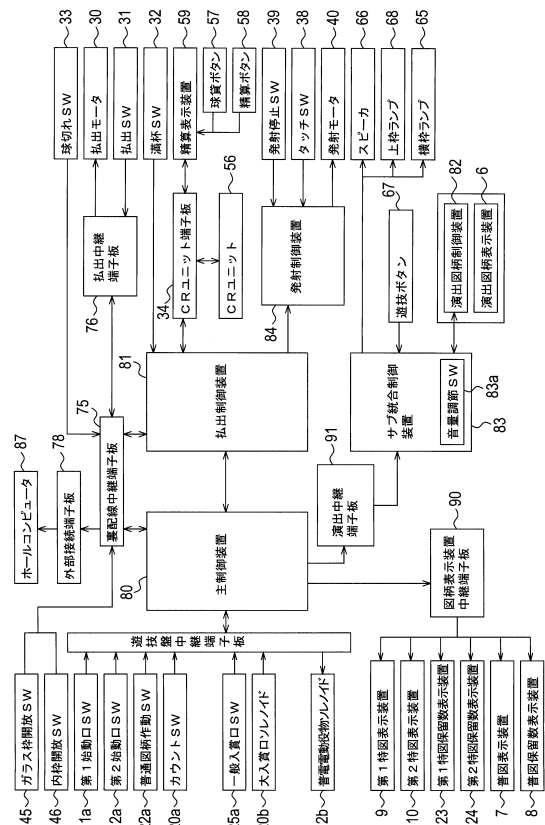 33
球切れSW
30
払出モータ
31
払出SW
32
満杯SW
59
精算表示装置
57
球貸ボタン
58
精算ボタン
39
発射停止SW
38
タッチSW
40
発射モータ
66
スピーカ
68
上枠ランプ
65
横枠ランプ
払出中継
端子板
76
34
CRユニット端子板
56
CRユニット
発射制御装置
84
67
遊技ボタン
82
演出図柄制御装置
6
演出図柄表示装置
87
ホールコンピュータ
78
外部接続端子板
75
裏配線中継端子板
81
払出制御装置
サブ統合制御
装置
音量調節SW
83a
83
80
主制御装置
91
演出中継
端子板
90
図柄表示装置
中継端子板
遊技盤中継端子板
ガラス枠開放SW
45
内枠開放SW
46
第1始動口SW
1a
第2始動口SW
2a
普通図柄作動SW
22a
カウントSW
20a
一般入賞口SW
5a
大入賞口ソレノイド
20b
普電電動役物ソレノイド
2b
第1特図表示装置
9
第2特図表示装置
10
第1特図保留数表示装置
23
第2特図保留数表示装置
24
普図表示装置
7
普図保留数表示装置
8